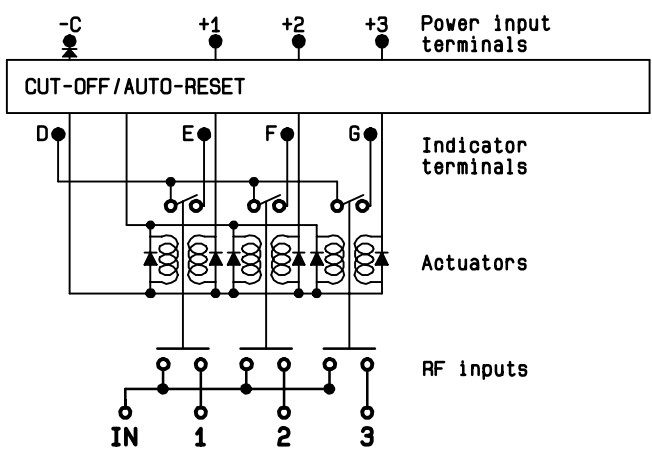 -C +1 +2 +3 Power input
terminals
CUT-OFF/AUTO-RESET
D E F G Indicator
terminals
Actuators
RF inputs
IN 1 2 3